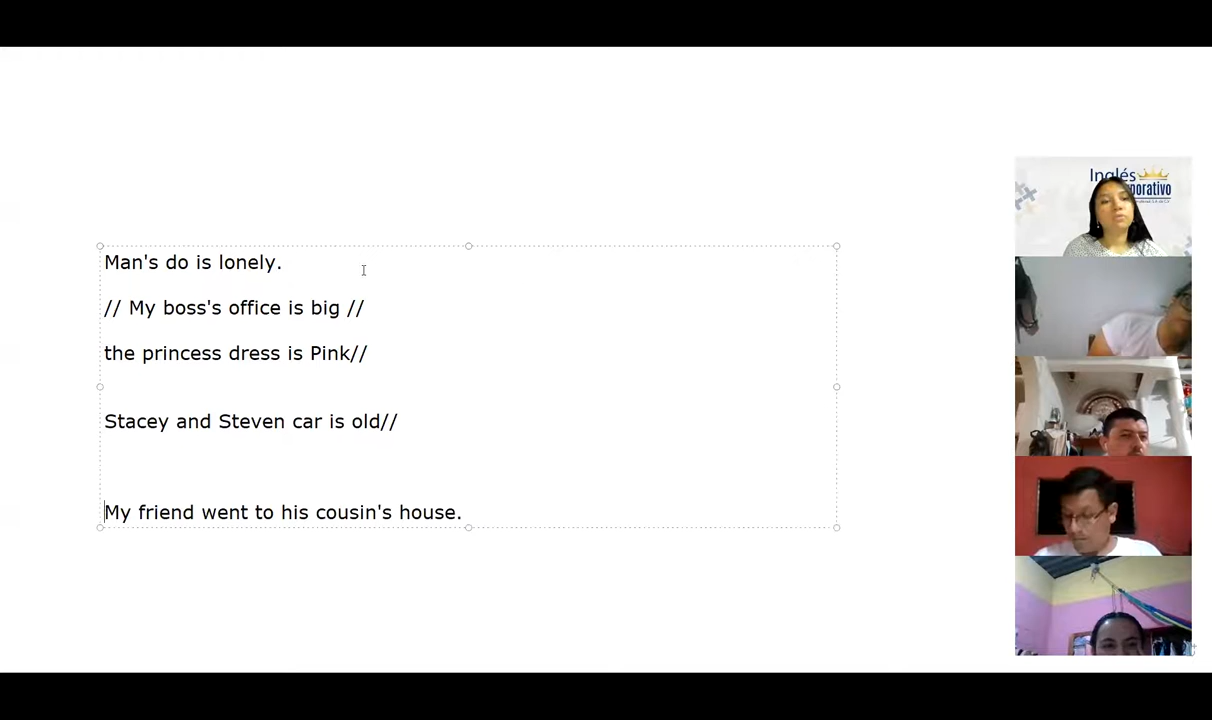 Man's do is lonely.
// My boss's office is big //
the princess dress is Pink//
Stacey and Steven car is old//
My friend went to his cousin's house.
Inglés
porativo